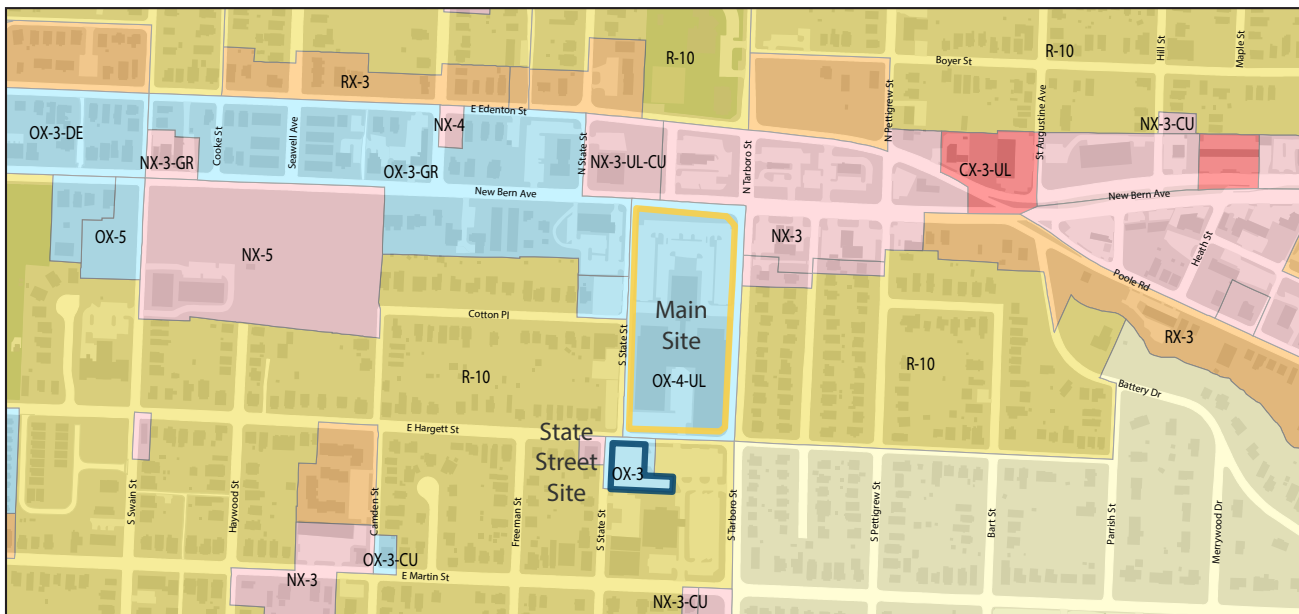 R-10
Boyer St
R-10
Hill St
Maple St
RX-3
E Edenton St
N Pettigrew St
St Augustine Ave
OX-3-DE
NX-3-GR
Cooke St
Seawell Ave
NX-4
OX-3-GR
N State St
NX-3-UL-CU
N Tarboro St
CX-3-UL
NX-3-CU
New Bern Ave
New Bern Ave
OX-5
NX-5
NX-3
Heath St
Poole Rd
Main
Site
Cotton Pl
S State St
RX-3
R-10
OX-4-UL
R-10
Battery Dr
E Hargett St
State
Street
Site
OX-3
S Swain St
Haywood St
Camden St
Freeman St
S State St
S Tarboro St
S Pettigrew St
Bart St
Parrish St
Merrywood Dr
OX-3-CU
NX-3
E Martin St
NX-3-CU